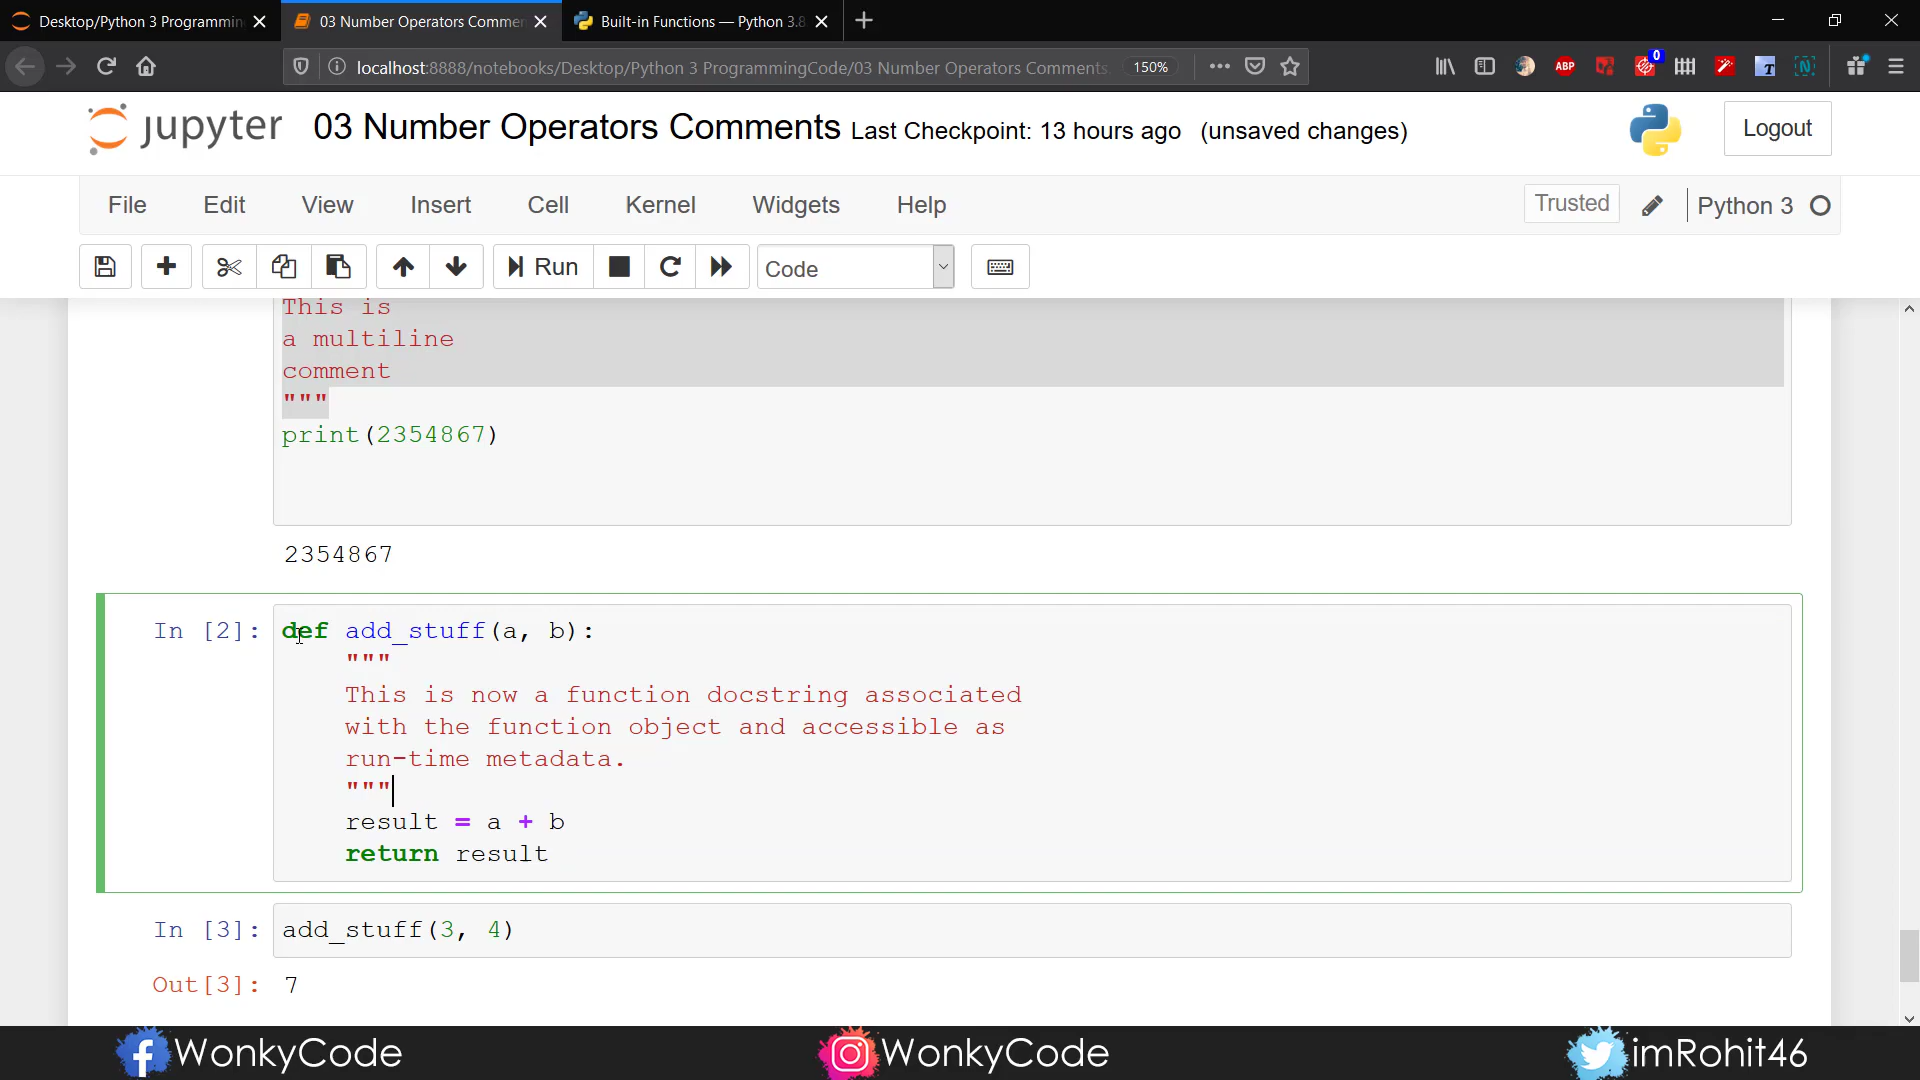 Desktop/Python 3 Programmin
03 Number Operators Commen
Built-in Functions — Python 3.8
localhost:8888/notebooks/Desktop/Python 3 ProgrammingCode/03 Number Operators Comments.
150%
ABP
0
T
N
jupyter 03 Number Operators Comments Last Checkpoint: 13 hours ago (unsaved changes)
Logout
File Edit View Insert Cell Kernel Widgets Help
Trusted
Python 3
Run
Code
This is
a multiline
comment
"""
print(2354867)
2354867
In [2]: def add_stuff(a, b):
"""
This is now a function docstring associated
with the function object and accessible as
run-time metadata.
"""
result = a + b
return result
In [3]: add_stuff(3, 4)
Out[3]: 7
WonkyCode
WonkyCode
imRohit46